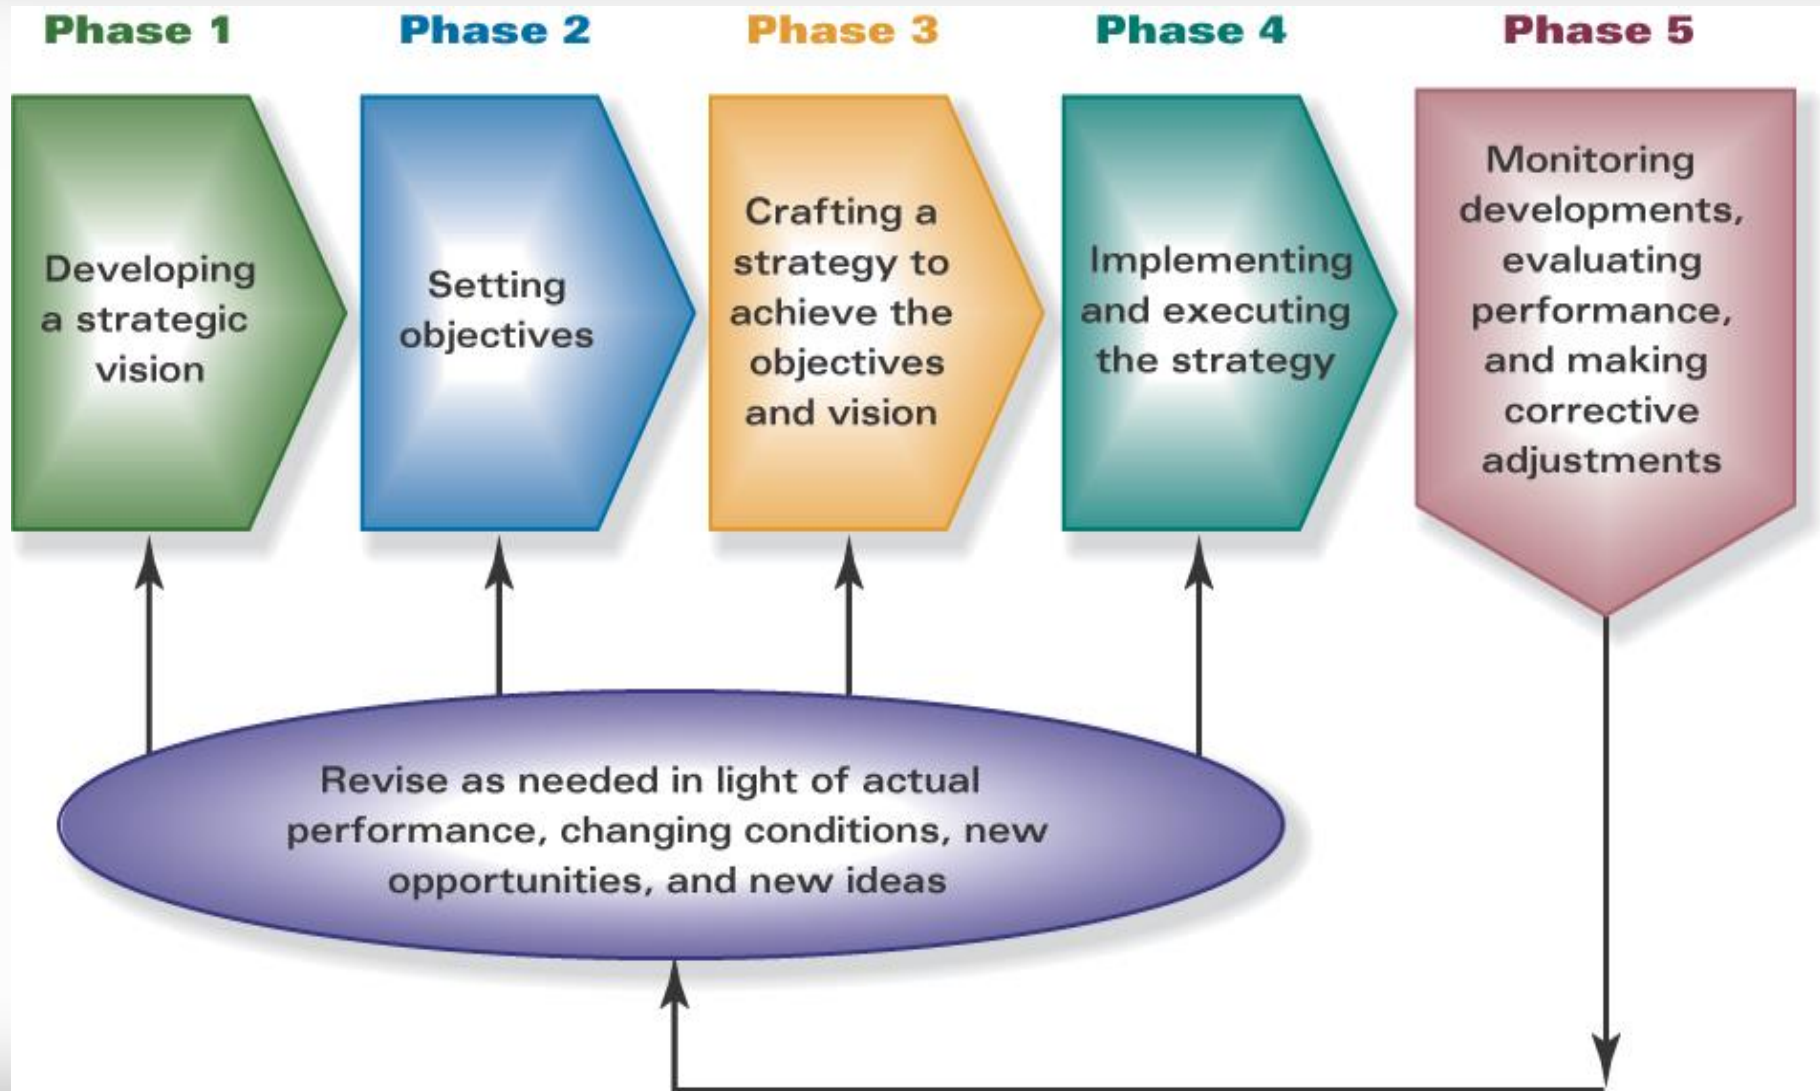 Phase 1
Phase 2
Phase 3
Phase 4
Phase 5
Developing
a strategic
vision
Setting
objectives
Crafting a
strategy to
achieve the
objectives
and vision
Implementing
and executing
the strategy
Monitoring
developments,
evaluating
performance,
and making
corrective
adjustments
Revise as needed in light of actual
performance, changing conditions, new
opportunities, and new ideas